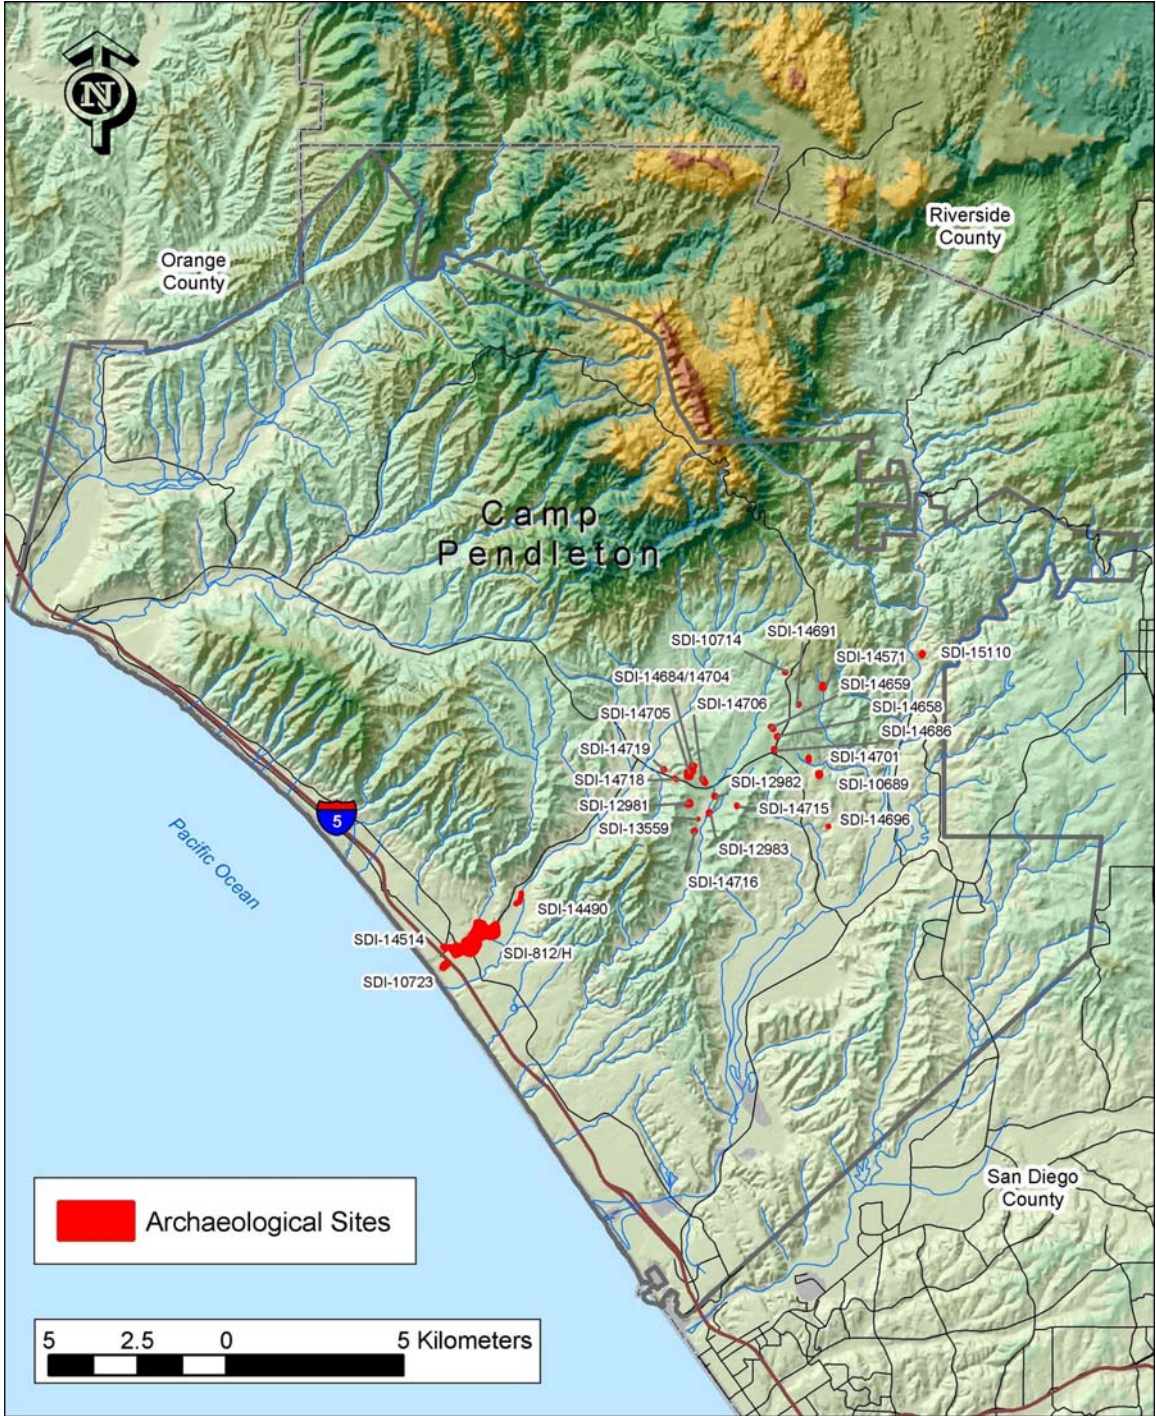 N
Orange
County
Riverside
County
Camp
Pendleton
SDI-10714
SDI-14691
SDI-14571
SDI-15110
SDI-14684/14704
SDI-14659
SDI-14706
SDI-14658
SDI-14705
SDI-14686
SDI-14719
SDI-14701
SDI-14718
SDI-12982
SDI-10689
SDI-12981
SDI-14715
SDI-13559
SDI-14696
SDI-12983
SDI-14716
5
Pacific Ocean
SDI-14490
SDI-14514
SDI-812/H
SDI-10723
San Diego
County
Archaeological Sites
5 2.5 0 5 Kilometers